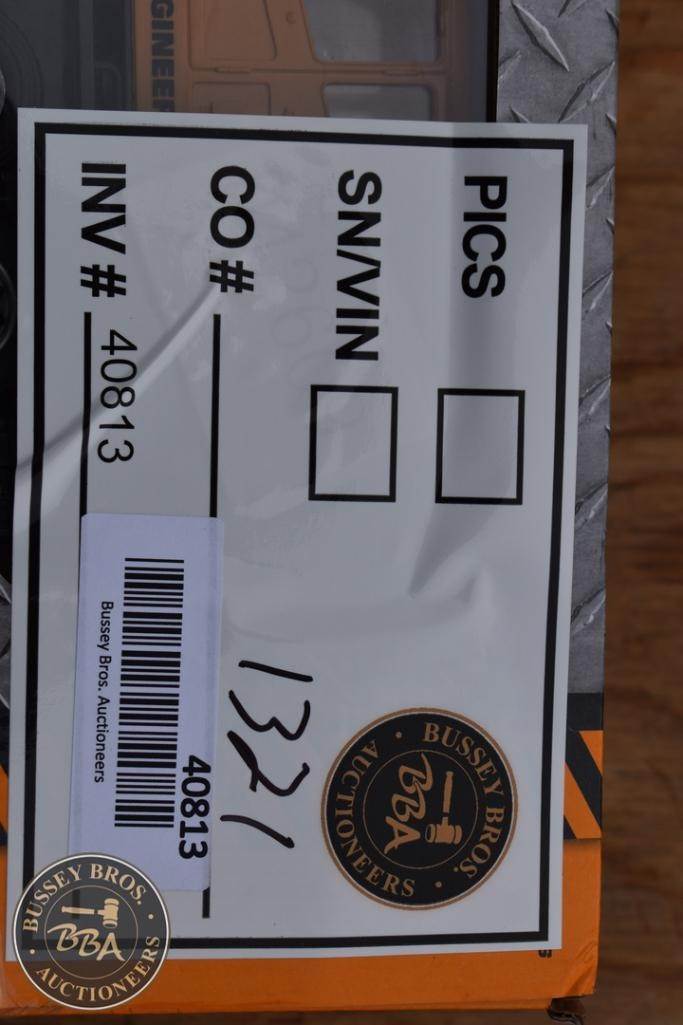 PICS
SN/VIN
CO #
INV # 40813
1321
40813
Bussey Bros. Auctioneers
BUSSEY BROS.
BBA
AUCTIONEERS
BUSSEY BROS.
BBA
AUCTIONEERS